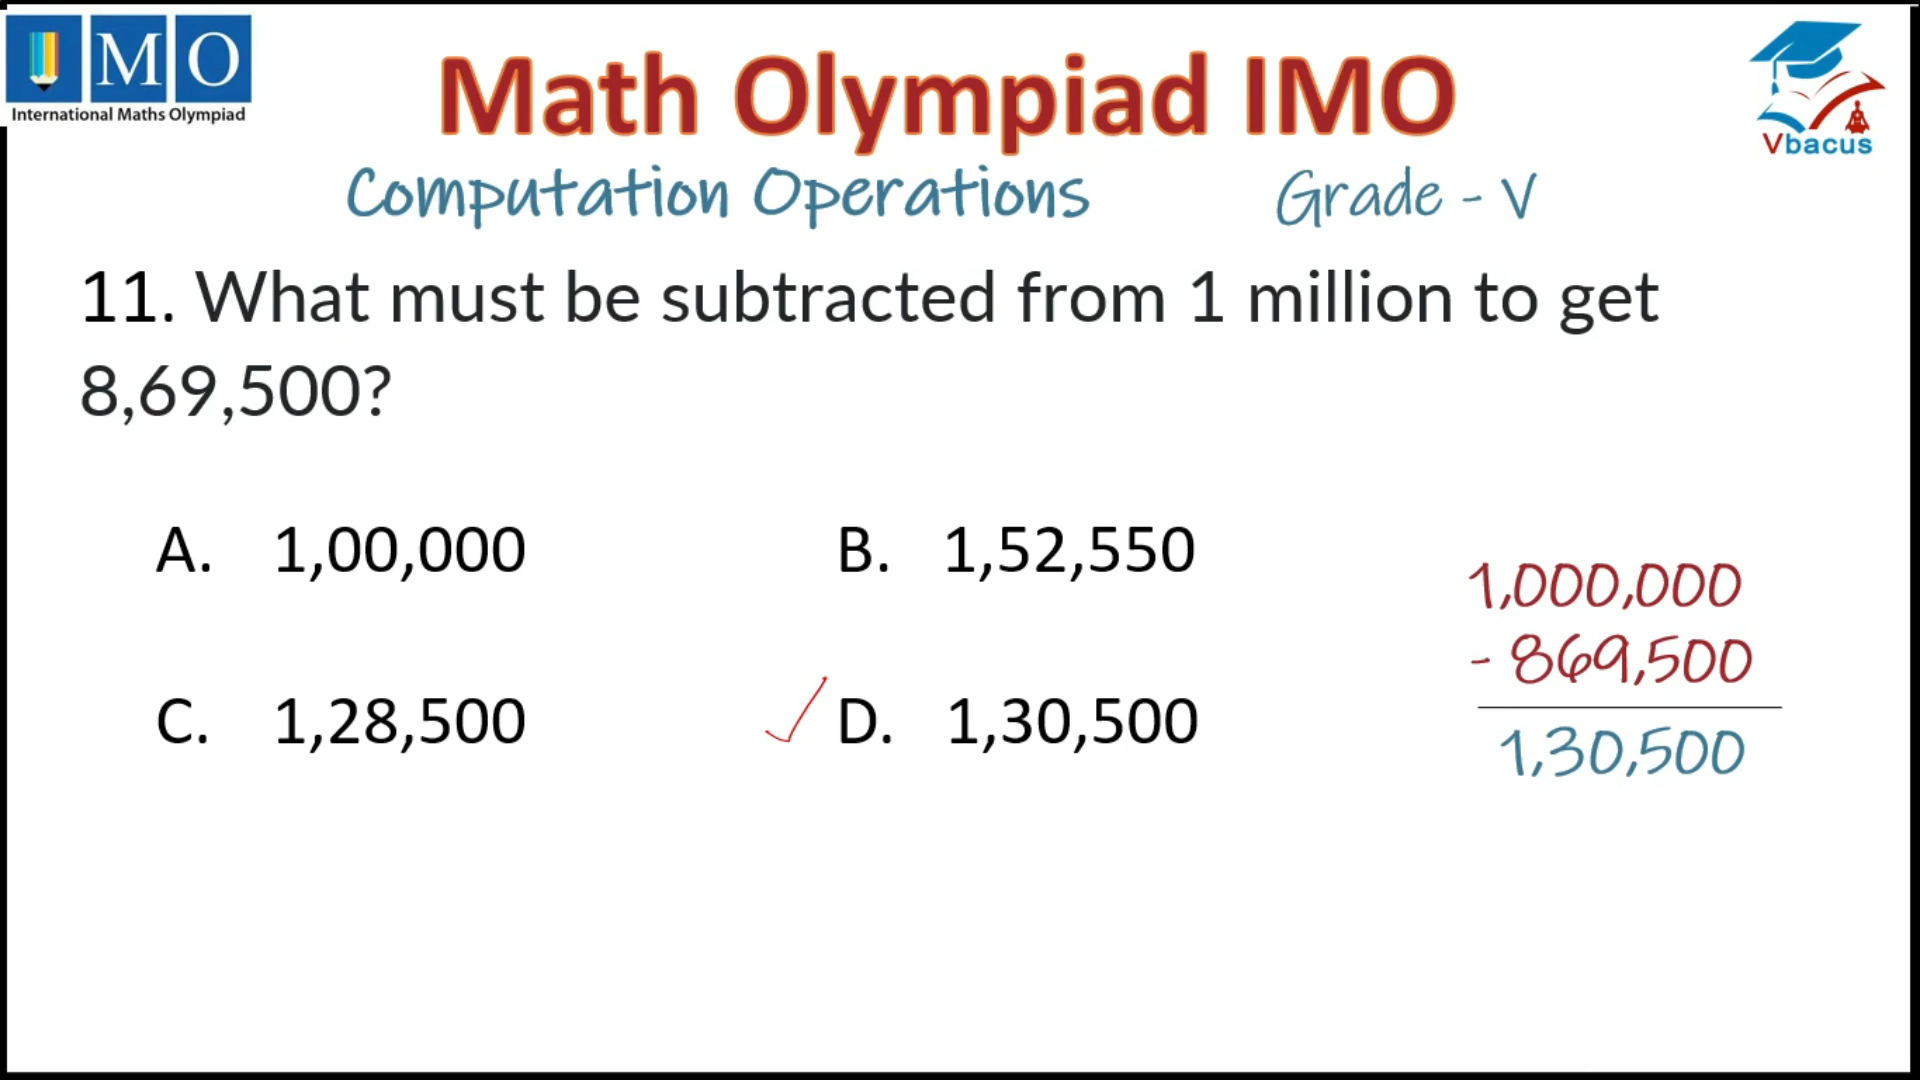 MO
International Maths Olympiad
Math Olympiad IMO
Vbacus
Computation Operations Grade - V
11. What must be subtracted from 1 million to get
8,69,500?
A. 1,00,000 B. 1,52,550
1,000,000
- 869,500
C. 1,28,500 D. 1,30,500
1,30,500